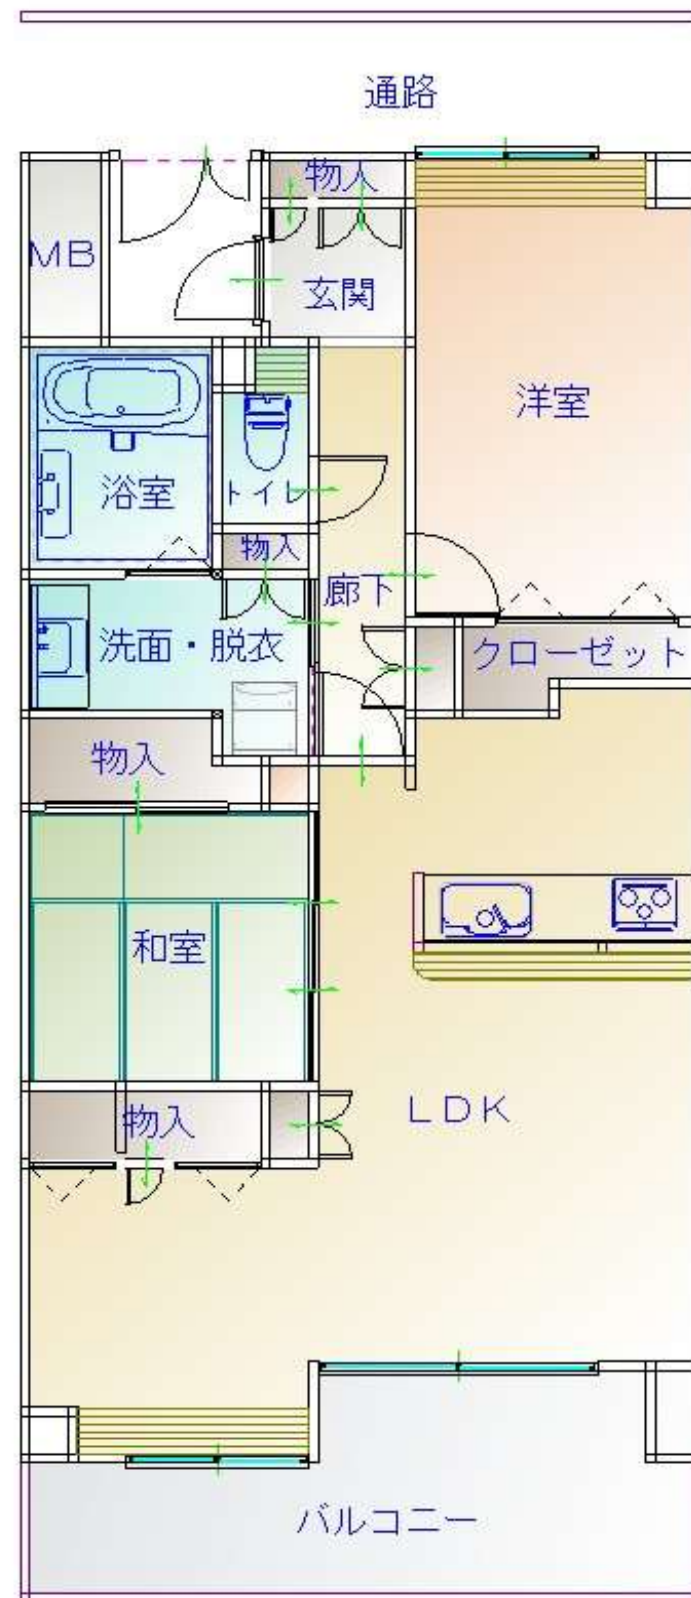 通路
物入
MB
玄関
洋室
浴室
トイレ
物入
廊下
洗面・脱衣
クローゼット
物入
和室
物入
LDK
バルコニー